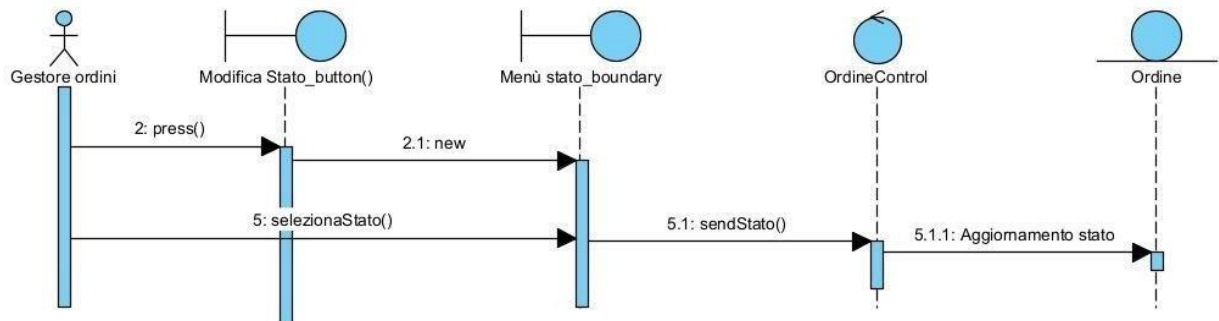 Gestore ordini
Modifica Stato_button()
Menù stato_boundary
OrdineControl
Ordine
2: press()
2.1: new
5: selezionaStato()
5.1: sendStato()
5.1.1: Aggiornamento stato